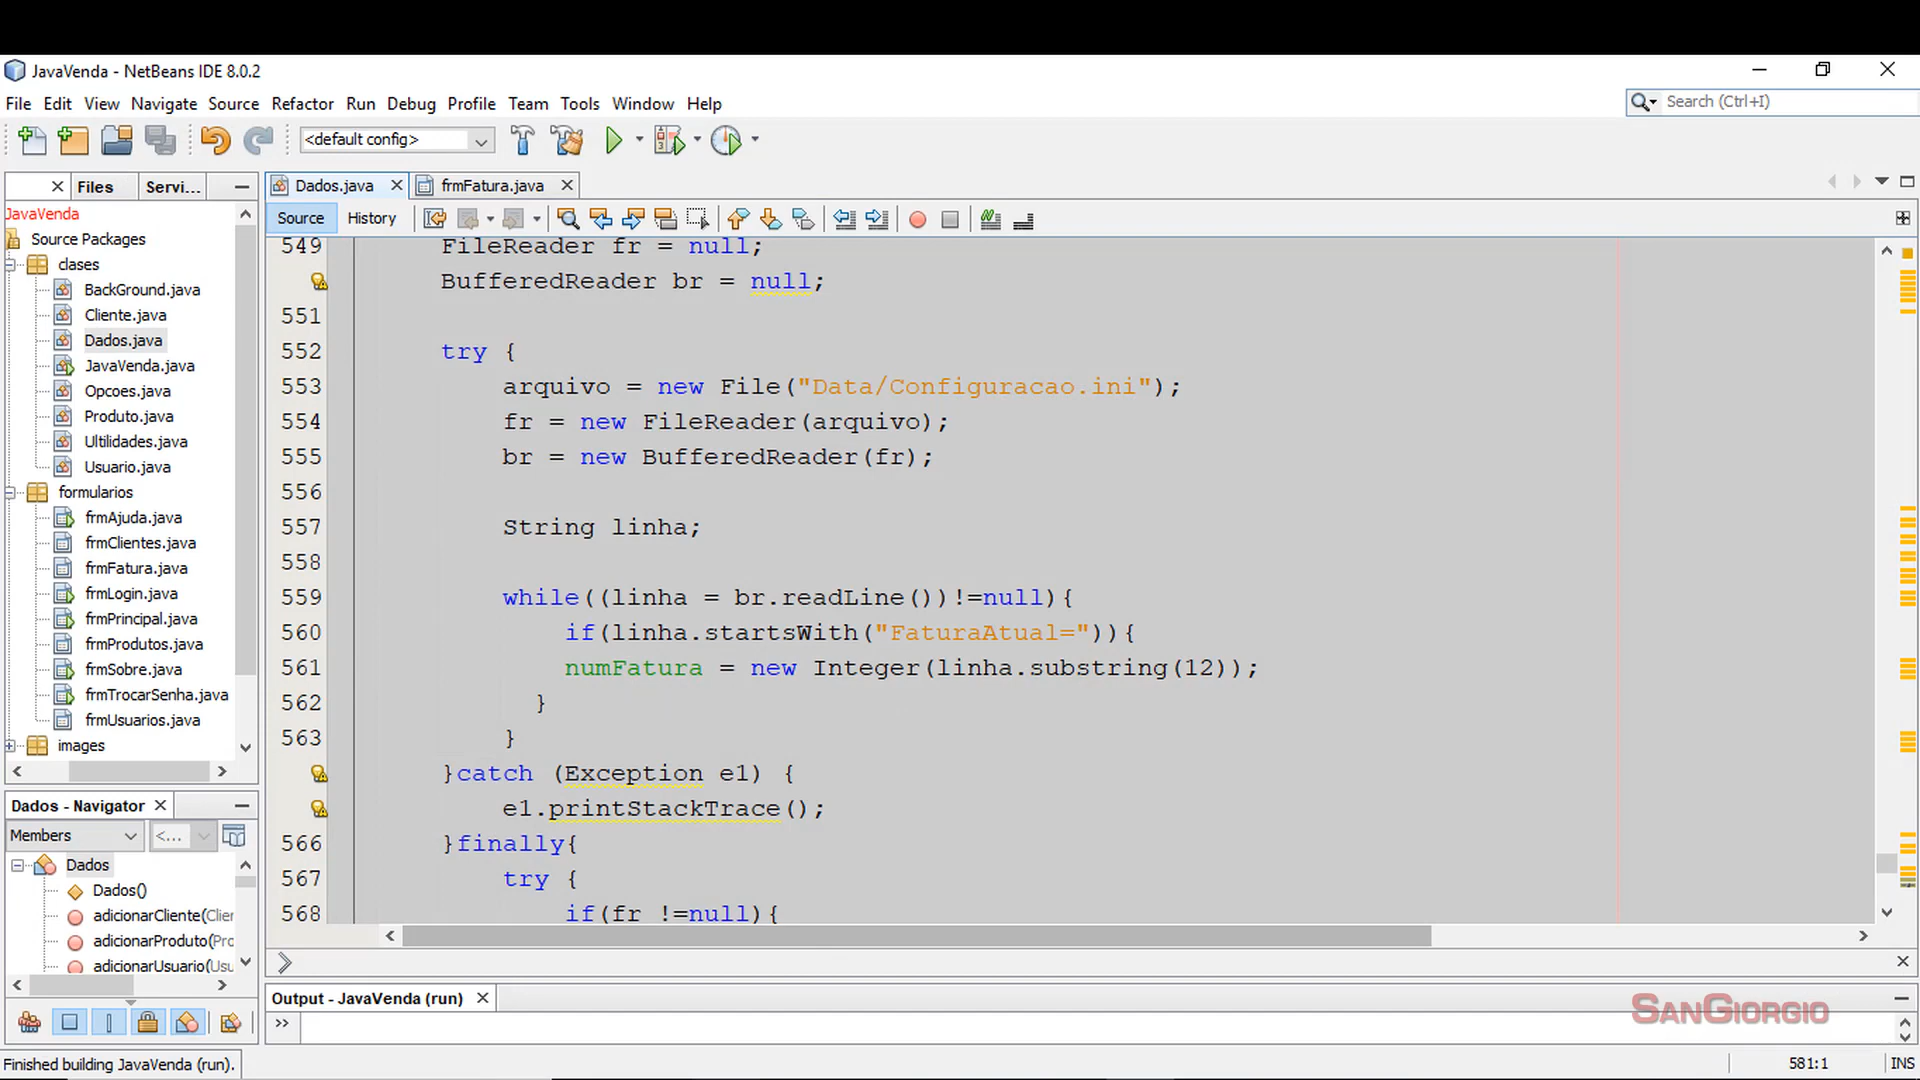 JavaVenda - NetBeans IDE 8.0.2
File Edit View Navigate Source Refactor Run Debug Profile Team Tools Window Help
Search (Ctrl+I)
<default config>
Files Servi...
Dados.java frmFatura.java
JavaVenda
Source Packages
clases
BackGround.java
Cliente.java
Dados.java
JavaVenda.java
Opcoes.java
Produto.java
Ultilidades.java
Usuario.java
formularios
frmAjuda.java
frmClientes.java
frmFatura.java
frmLogin.java
frmPrincipal.java
frmProdutos.java
frmSobre.java
frmTrocarSenha.java
frmUsuarios.java
images
Dados - Navigator
Members <...
Dados
Dados()
adicionarCliente(Clien
adicionarProduto(Pro
adicionarUsuario(Usu
Source History
549 FileReader fr = null;
BufferedReader br = null;
551
552 try {
553 arquivo = new File("Data/Configuracao.ini");
554 fr = new FileReader(arquivo);
555 br = new BufferedReader(fr);
556
557 String linha;
558
559 while((linha = br.readLine())!=null){
560 if(linha.startsWith("FaturaAtual=")){
561 numFatura = new Integer(linha.substring(12));
562 }
563 }
}catch (Exception e1) {
e1.printStackTrace();
566 }finally{
567 try {
568 if(fr !=null){
Output - JavaVenda (run)
SANGIORGIO
Finished building JavaVenda (run).
581:1 INS